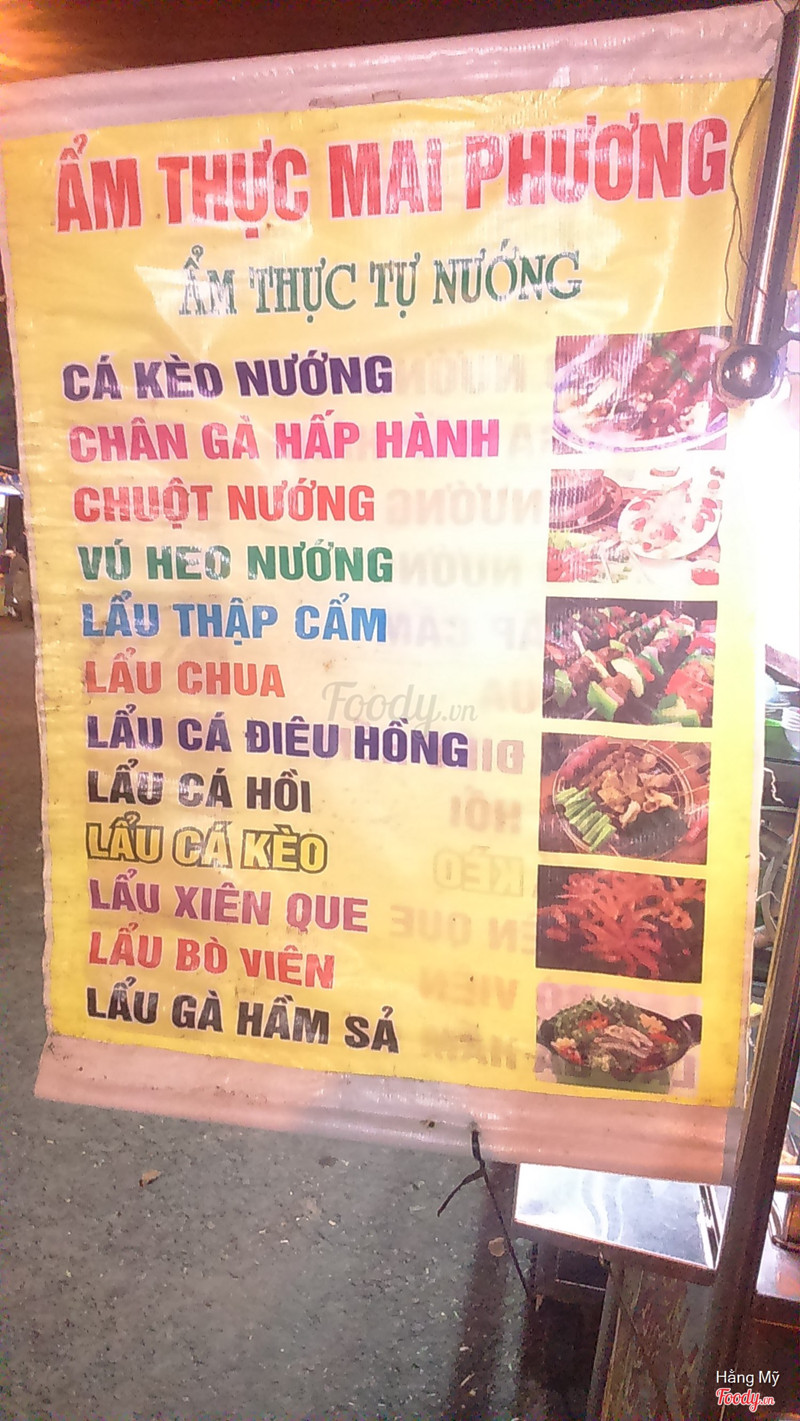 ẨM THỰC MAI PHƯƠNG
ẨM THỰC TỰ NƯỚNG
CÁ KÈO NƯỚNG
CHÂN GÀ HẤP HÀNH
CHUỘT NƯỚNG
VÚ HEO NƯỚNG
LẨU THẬP CẨM
LẨU CHUA
Foody.vn
LẨU CÁ ĐIÊU HỒNG
LẨU CÁ HỒI
LẨU CÁ KÈO
LẨU XIÊN QUE
LẨU BÒ VIÊN
LẨU GÀ HẦM SẢ
Hằng Mỹ
Foody.vn